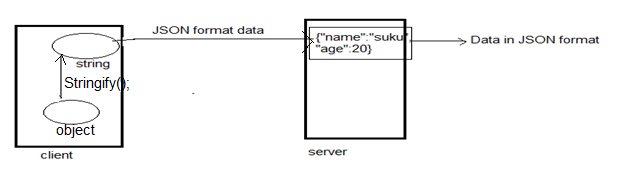 JSON format data
{"name":"suku"
"age":20}
Data in JSON format
string
Stringify();
object
client
server